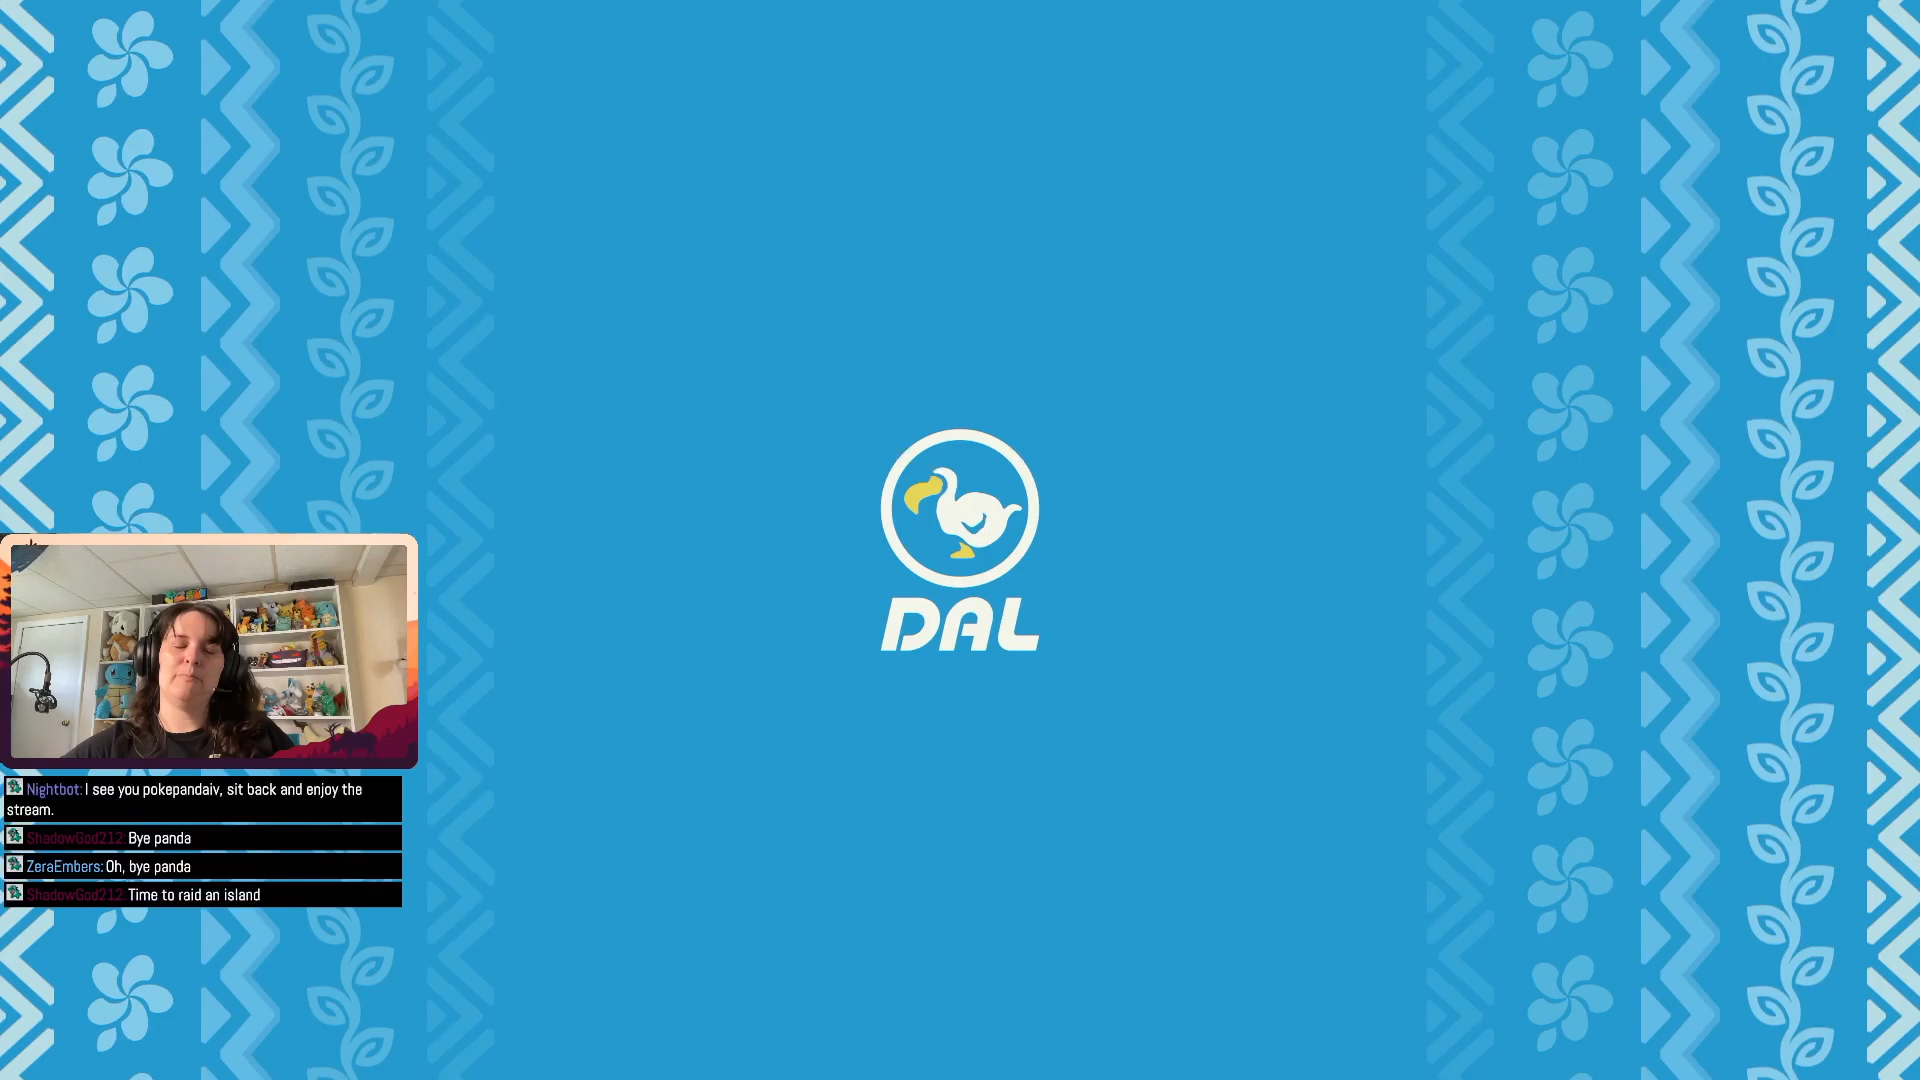 DAL
Nightbot: I see you pokepandaiv, sit back and enjoy the
stream.
ShadowGod212: Bye panda
ZeraEmbers: Oh, bye panda
ShadowGod212: Time to raid an island